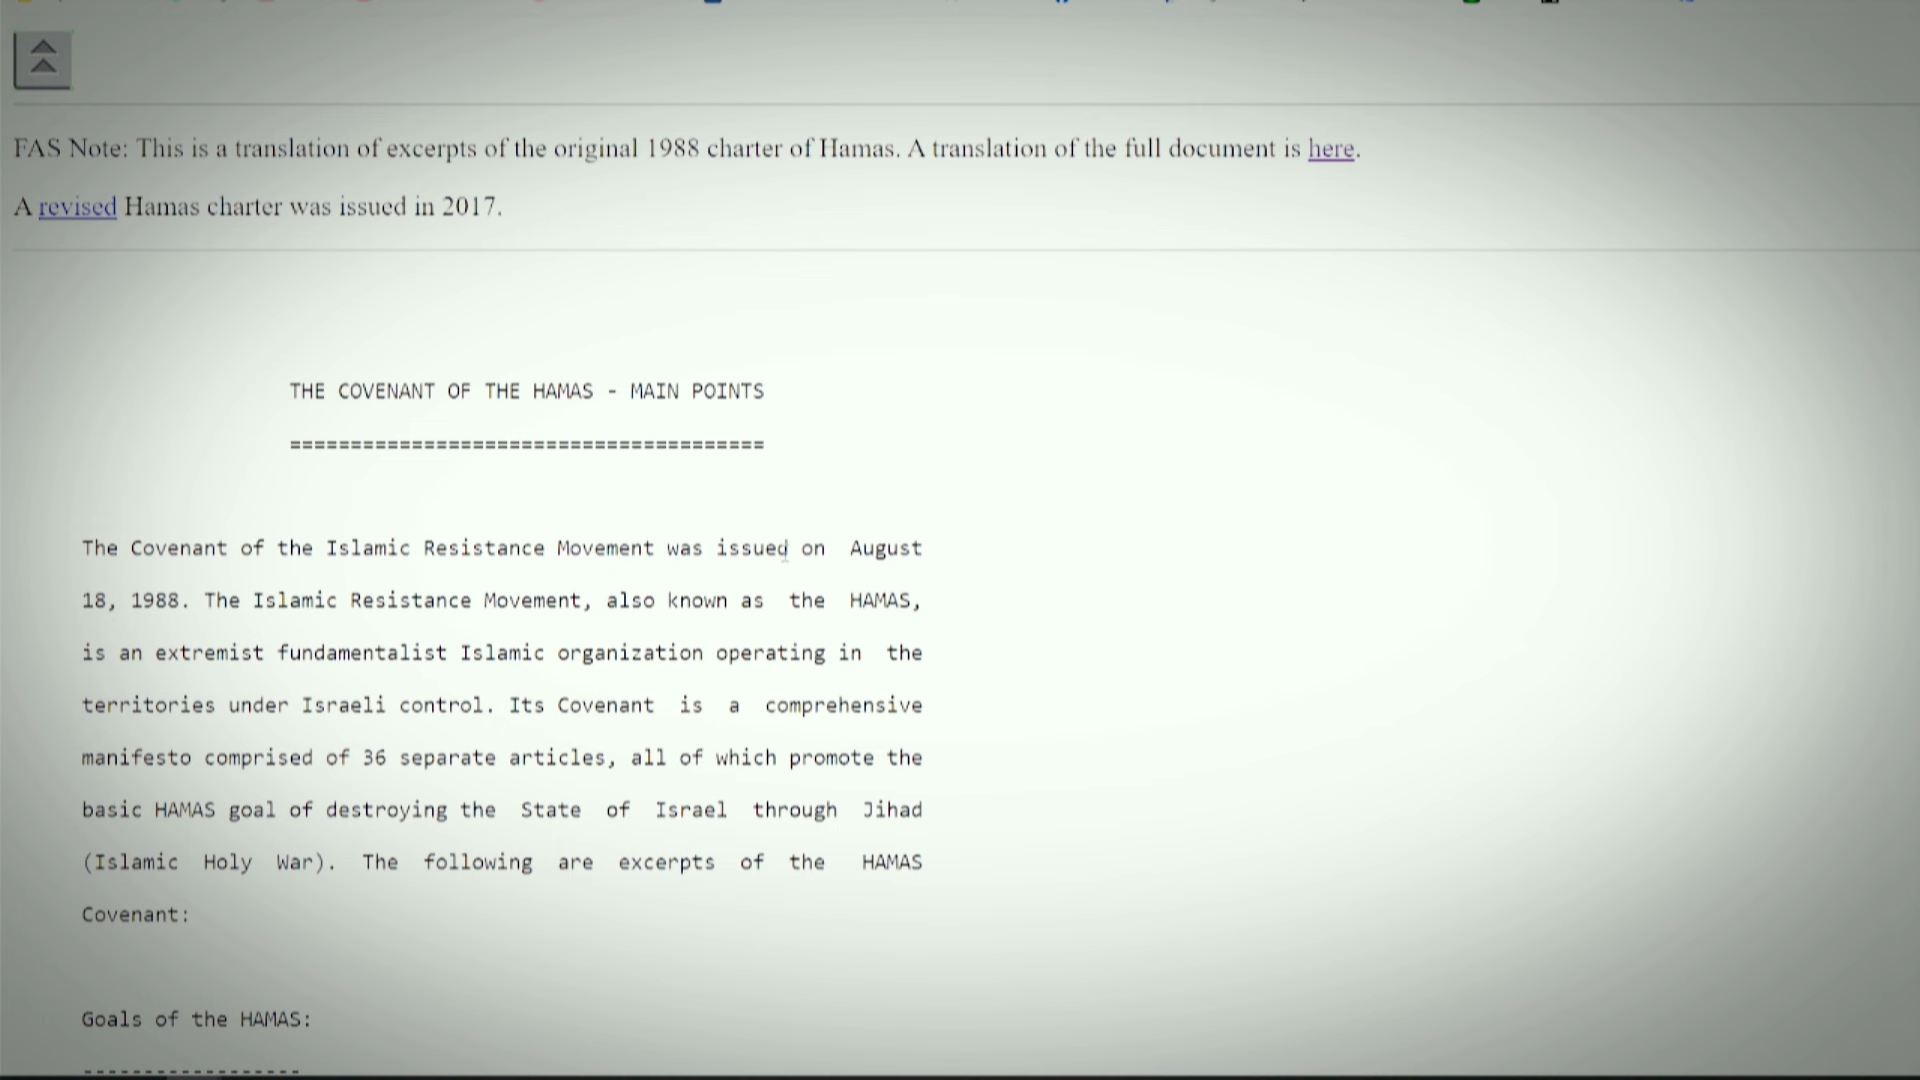 FAS Note: This is a translation of excerpts of the original 1988 charter of Hamas. A translation of the full document is here.
A revised Hamas charter was issued in 2017.
THE COVENANT OF THE HAMAS - MAIN POINTS
=======================================
The Covenant of the Islamic Resistance Movement was issued on August
18, 1988. The Islamic Resistance Movement, also known as the HAMAS,
is an extremist fundamentalist Islamic organization operating in the
territories under Israeli control. Its Covenant is a comprehensive
manifesto comprised of 36 separate articles, all of which promote the
basic HAMAS goal of destroying the State of Israel through Jihad
(Islamic Holy War). The following are excerpts of the HAMAS
Covenant:
Goals of the HAMAS:
------------------